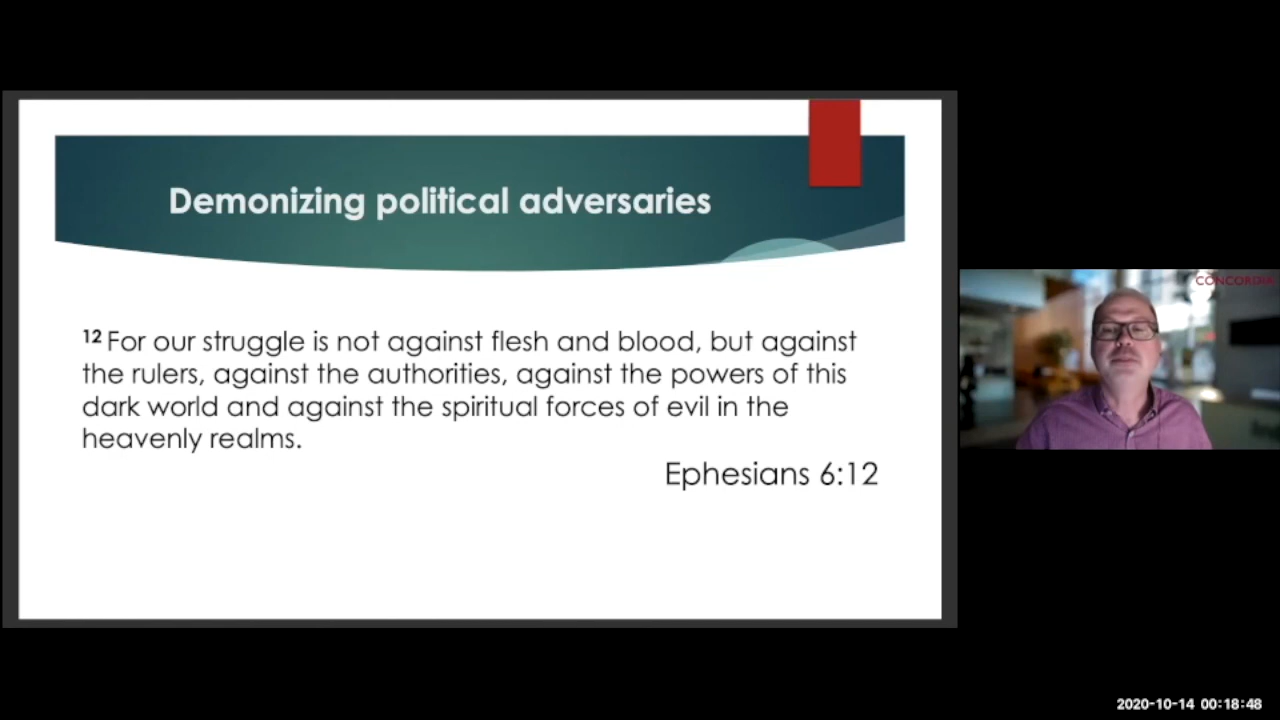 Demonizing political adversaries
12 For our struggle is not against flesh and blood, but against
the rulers, against the authorities, against the powers of this
dark world and against the spiritual forces of evil in the
heavenly realms.
Ephesians 6:12
2020-10-14 00:18:48